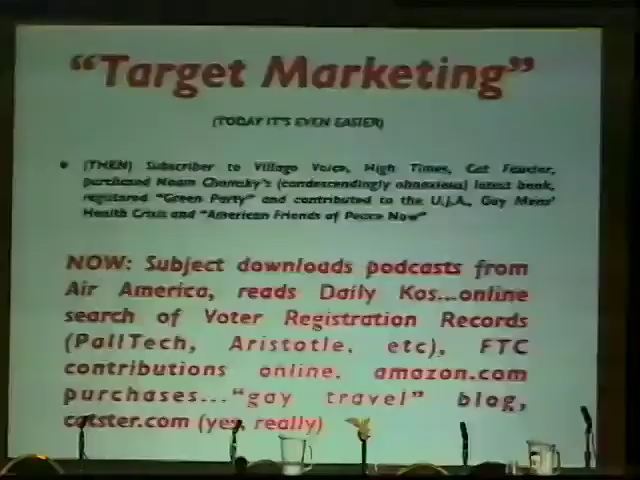 “Target Marketing”
(TODAY IT'S EVEN EASIER)
• (THEN) Subscriber to Village Voice, High Times, Cat Feader,
purchased Noam Chomsky's (condescendingly obnoxious) latest book,
registered “Green Party” and contributed to the U.J.A., Gay Mens'
Health Crisis and “American Friends of Peace Now”
NOW: Subject downloads podcasts from
Air America, reads Daily Kos...online
search of Voter Registration Records
(PallTech, Aristotle, etc), FTC
contributions online. amazon.com
purchases...“gay travel” blog,
catster.com (yes, really)